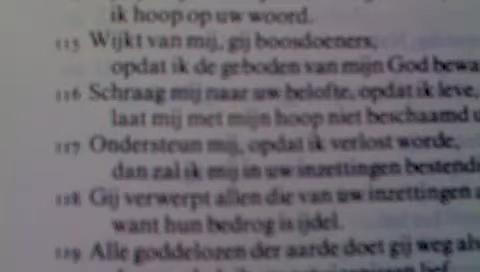 ik hoop op uw woord.
115 Wijkt van mij, gij boosdoeners,
opdat ik de geboden van mijn God bewa
116 Schraag mij naar uw belofte, opdat ik leve,
laat mij met mijn hoop niet beschaamd u
117 Ondersteun mij, opdat ik verlost worde,
dan zal ik mij in uw inzettingen bestendi
118 Gij verwerpt allen die van uw inzettingen a
want hun bedrog is ijdel.
119 Alle goddelozen der aarde doet gij weg als